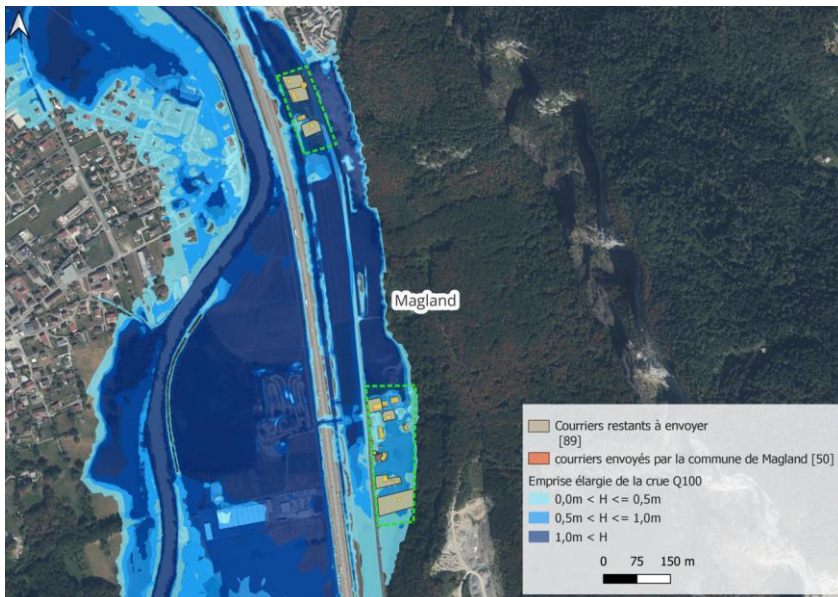 Magland
Courriers restants à envoyer
[89]
courriers envoyés par la commune de Magland [50]
Emprise élargie de la crue Q100
0,0m < H <= 0,5m
0,5m < H <= 1,0m
1,0m < H
0 75 150 m